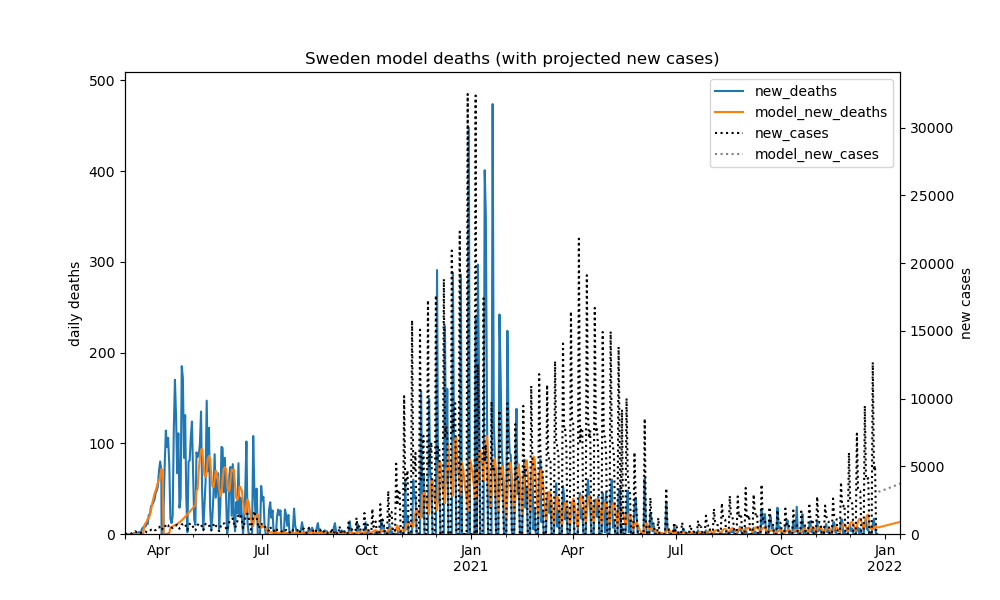 Sweden model deaths (with projected new cases)
500
400
300
200
100
0
daily deaths
30000
25000
20000
15000
10000
5000
0
new cases
new_deaths
model_new_deaths
new_cases
model_new_cases
Apr
Jul
Oct
Jan
2021
Apr
Jul
Oct
Jan
2022